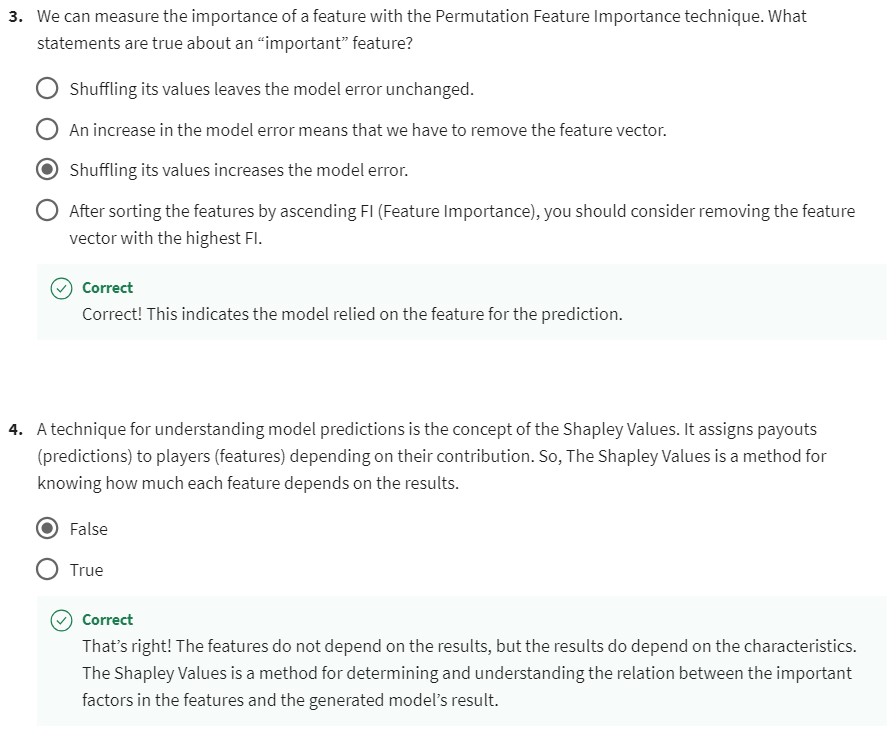 3. We can measure the importance of a feature with the Permutation Feature Importance technique. What
statements are true about an “important” feature?
Shuffling its values leaves the model error unchanged.
An increase in the model error means that we have to remove the feature vector.
Shuffling its values increases the model error.
After sorting the features by ascending FI (Feature Importance), you should consider removing the feature
vector with the highest FI.
Correct
Correct! This indicates the model relied on the feature for the prediction.
4. A technique for understanding model predictions is the concept of the Shapley Values. It assigns payouts
(predictions) to players (features) depending on their contribution. So, The Shapley Values is a method for
knowing how much each feature depends on the results.
False
True
Correct
That’s right! The features do not depend on the results, but the results do depend on the characteristics.
The Shapley Values is a method for determining and understanding the relation between the important
factors in the features and the generated model’s result.